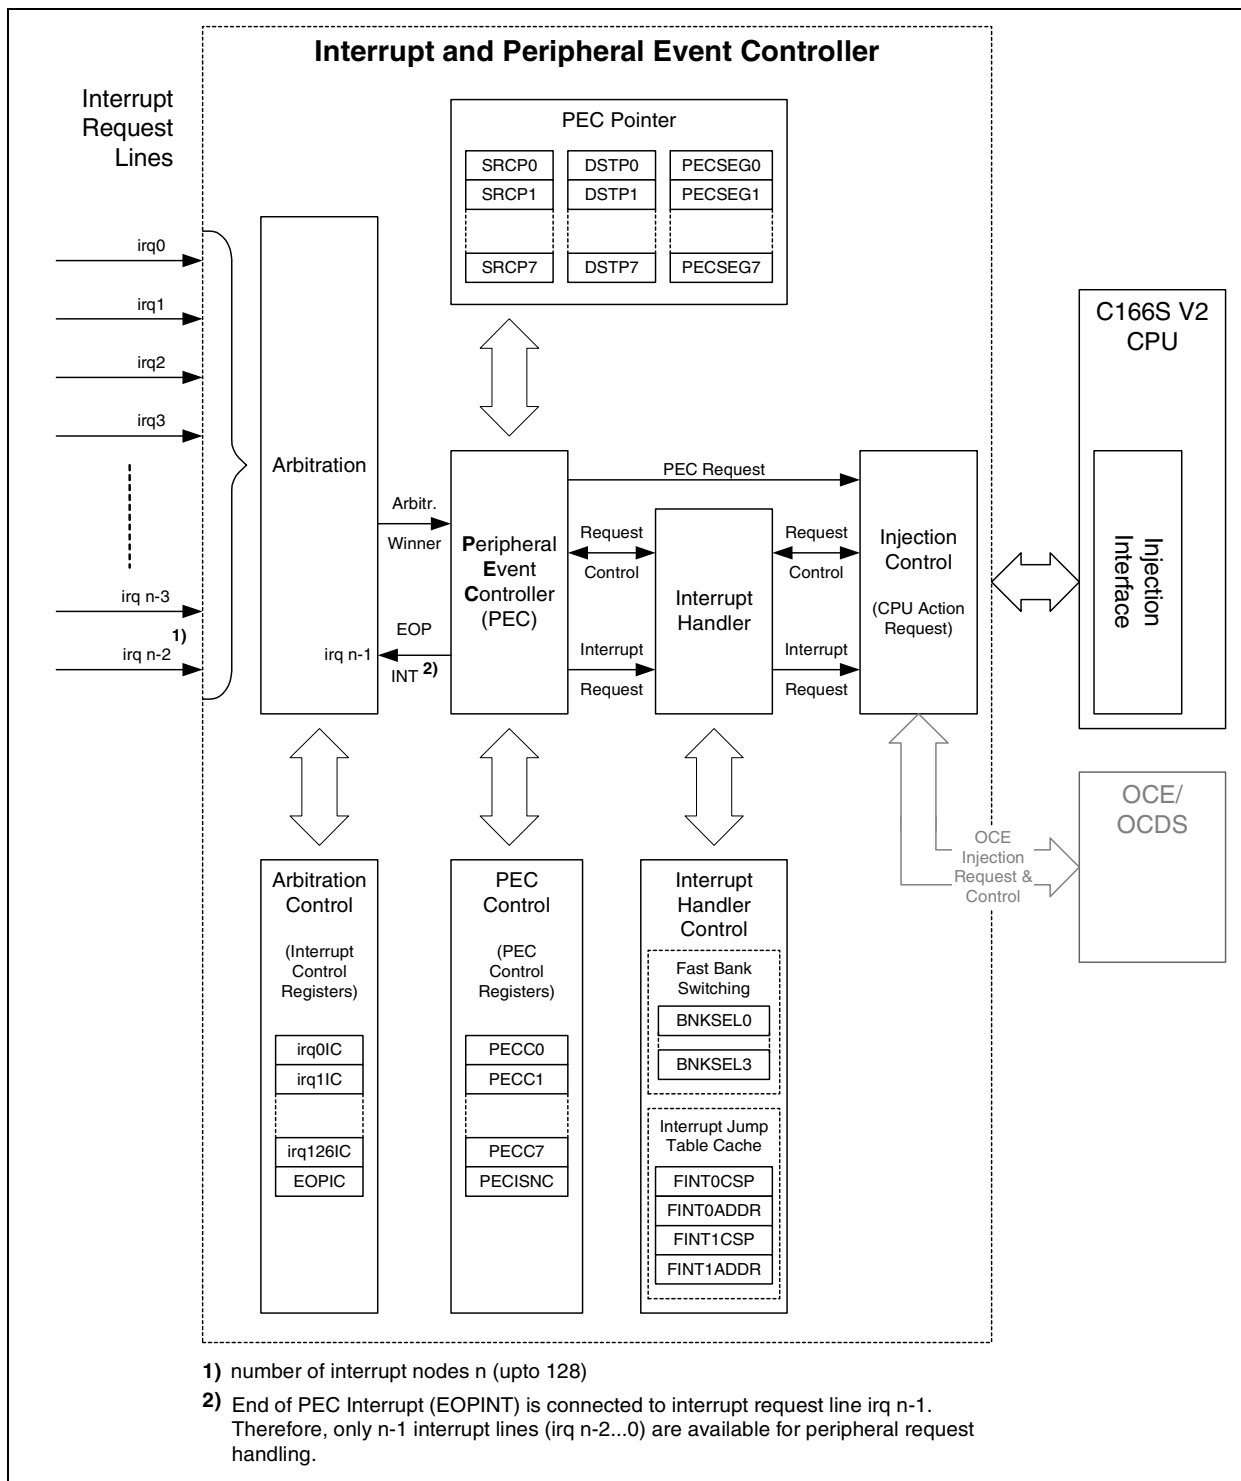 Interrupt and Peripheral Event Controller
Interrupt
Request
Lines
PEC Pointer
SRCP0
DSTP0
PECSEG0
SRCP1
DSTP1
PECSEG1
SRCP7
DSTP7
PECSEG7
irq0
irq1
irq2
irq3
irq n-3
1)
irq n-2
Arbitration
irq n-1
Arbitr.
Winner
EOP
INT 2)
Peripheral
Event
Controller
(PEC)
PEC Request
Request
Control
Interrupt
Request
Interrupt
Handler
Request
Control
Interrupt
Request
Injection
Control
(CPU Action
Request)
C166S V2
CPU
Injection
Interface
OCE/
OCDS
OCE
Injection
Request &
Control
Arbitration
Control
(Interrupt
Control
Registers)
irq0IC
irq1IC
irq126IC
EOPIC
PEC
Control
(PEC
Control
Registers)
PECC0
PECC1
PECC7
PECISNC
Interrupt
Handler
Control
Fast Bank
Switching
BNKSEL0
BNKSEL3
Interrupt Jump
Table Cache
FINT0CSP
FINT0ADDR
FINT1CSP
FINT1ADDR
1) number of interrupt nodes n (upto 128)
2) End of PEC Interrupt (EOPINT) is connected to interrupt request line irq n-1.
Therefore, only n-1 interrupt lines (irq n-2...0) are available for peripheral request
handling.